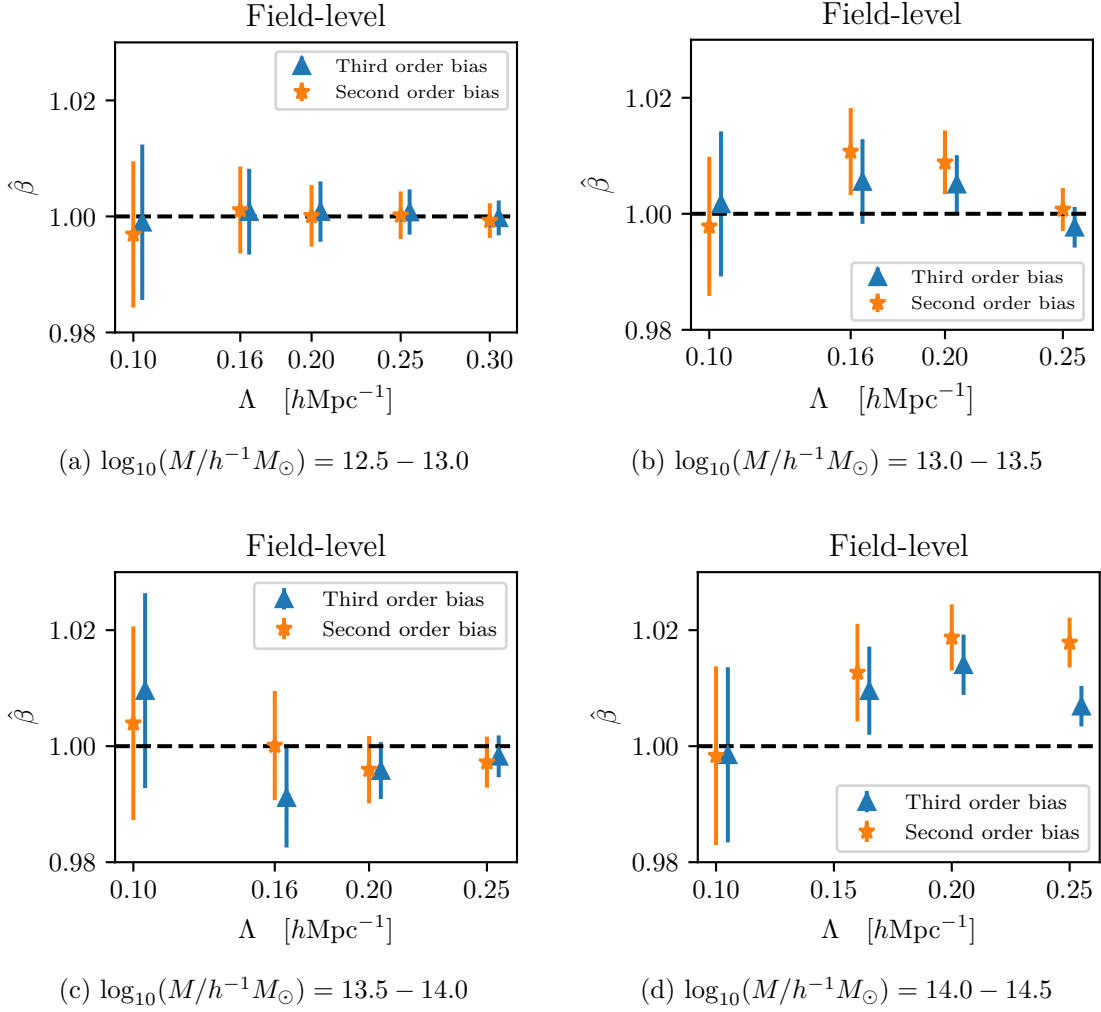 Field-level
Third order bias
Second order bias
1.02
1.00
0.98
β̂
0.10 0.16 0.20 0.25 0.30
Λ [hMpc⁻¹]
(a) log₁₀(M/h⁻¹M⊙) = 12.5 − 13.0
Field-level
1.02
1.00
0.98
β̂
Third order bias
Second order bias
0.10 0.16 0.20 0.25
Λ [hMpc⁻¹]
(b) log₁₀(M/h⁻¹M⊙) = 13.0 − 13.5
Field-level
Third order bias
Second order bias
1.02
1.00
0.98
β̂
0.10 0.16 0.20 0.25
Λ [hMpc⁻¹]
(c) log₁₀(M/h⁻¹M⊙) = 13.5 − 14.0
Field-level
1.02
1.00
0.98
β̂
Third order bias
Second order bias
0.10 0.15 0.20 0.25
Λ [hMpc⁻¹]
(d) log₁₀(M/h⁻¹M⊙) = 14.0 − 14.5